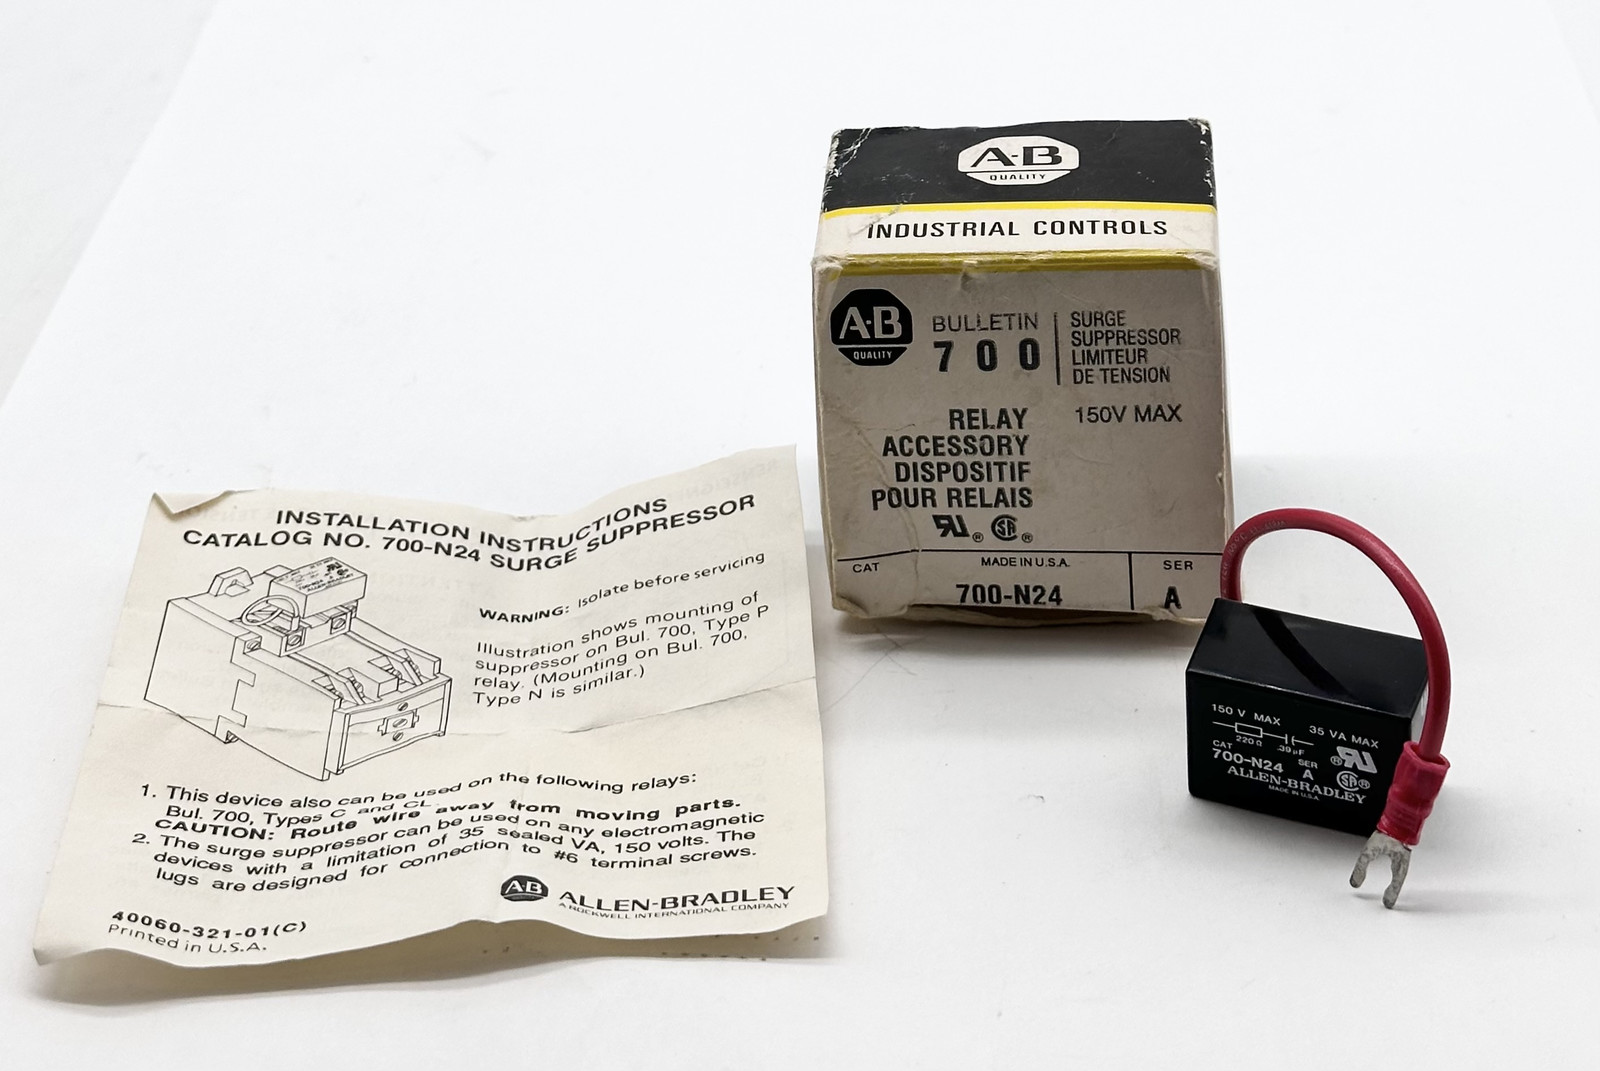 INSTALLATION INSTRUCTIONS
CATALOG NO. 700-N24 SURGE SUPPRESSOR
WARNING: Isolate before servicing
Illustration shows mounting of
suppressor on Bul. 700, Type P
relay. (Mounting on Bul. 700,
Type N is similar.)
1. This device also can be used on the following relays:
Bul. 700, Types C and CL.
CAUTION: Route wire away from moving parts.
2. The surge suppressor can be used on any electromagnetic
devices with a limitation of 35 sealed VA, 150 volts. The
lugs are designed for connection to #6 terminal screws.
A·B ALLEN-BRADLEY
A ROCKWELL INTERNATIONAL COMPANY
40060-321-01(C)
Printed in U.S.A.
A·B
QUALITY
INDUSTRIAL CONTROLS
A·B
QUALITY
BULLETIN
700
SURGE
SUPPRESSOR
LIMITEUR
DE TENSION
150V MAX
RELAY
ACCESSORY
DISPOSITIF
POUR RELAIS
CAT
MADE IN U.S.A.
SER
700-N24
A
150 V MAX
35 VA MAX
220 Ω .39 µF
CAT
700-N24
SER
A
ALLEN-BRADLEY
MADE IN U.S.A.